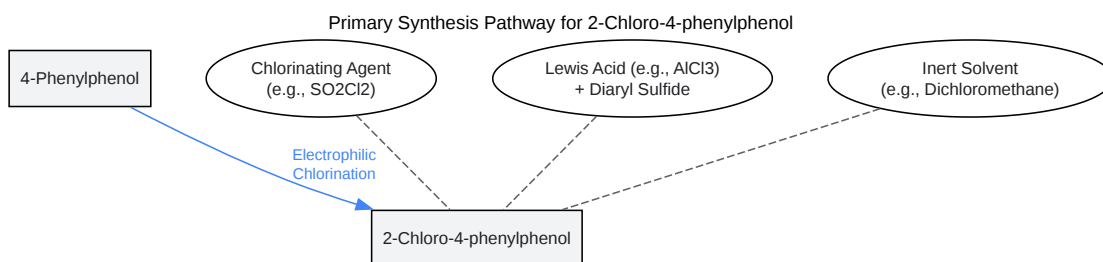 Primary Synthesis Pathway for 2-Chloro-4-phenylphenol
4-Phenylphenol
Chlorinating Agent
(e.g., SO2Cl2)
Lewis Acid (e.g., AlCl3)
+ Diaryl Sulfide
Inert Solvent
(e.g., Dichloromethane)
Electrophilic
Chlorination
2-Chloro-4-phenylphenol